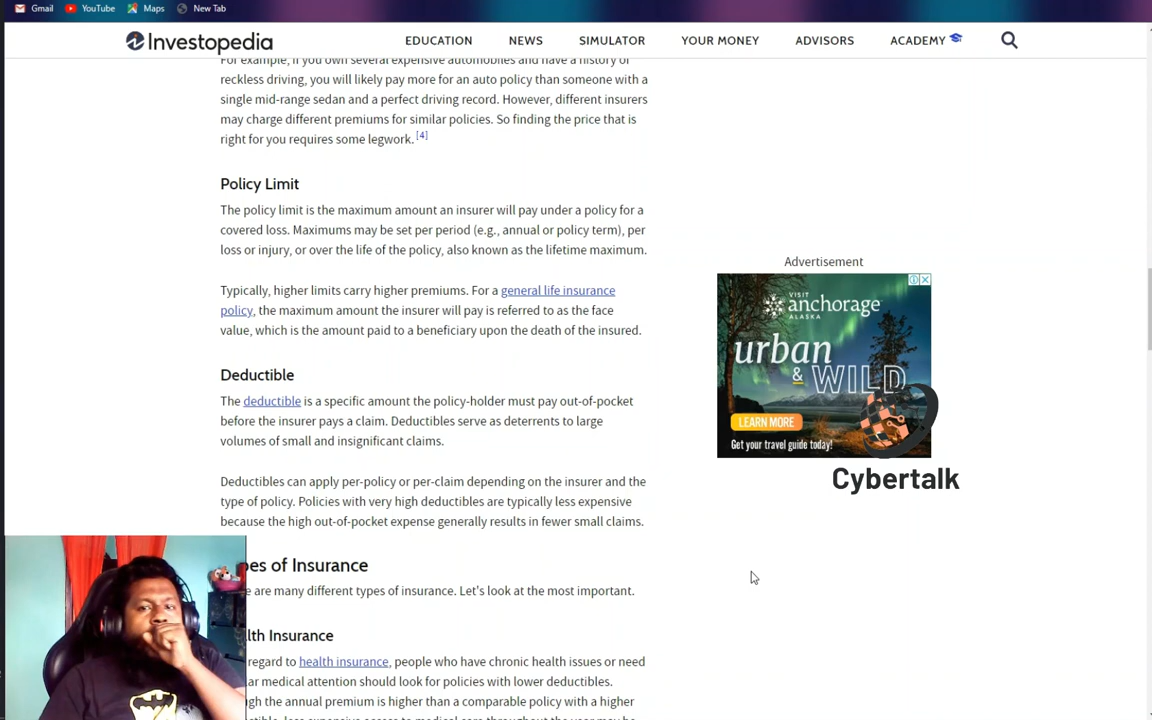 Gmail YouTube Maps New Tab
Investopedia EDUCATION NEWS SIMULATOR YOUR MONEY ADVISORS ACADEMY
For example, if you own several expensive automobiles and have a history of
reckless driving, you will likely pay more for an auto policy than someone with a
single mid-range sedan and a perfect driving record. However, different insurers
may charge different premiums for similar policies. So finding the price that is
right for you requires some legwork. [4]
Policy Limit
The policy limit is the maximum amount an insurer will pay under a policy for a
covered loss. Maximums may be set per period (e.g., annual or policy term), per
loss or injury, or over the life of the policy, also known as the lifetime maximum.
Typically, higher limits carry higher premiums. For a general life insurance
policy, the maximum amount the insurer will pay is referred to as the face
value, which is the amount paid to a beneficiary upon the death of the insured.
Deductible
The deductible is a specific amount the policy-holder must pay out-of-pocket
before the insurer pays a claim. Deductibles serve as deterrents to large
volumes of small and insignificant claims.
Deductibles can apply per-policy or per-claim depending on the insurer and the
type of policy. Policies with very high deductibles are typically less expensive
because the high out-of-pocket expense generally results in fewer small claims.
pes of Insurance
e are many different types of insurance. Let's look at the most important.
lth Insurance
regard to health insurance, people who have chronic health issues or need
ar medical attention should look for policies with lower deductibles.
gh the annual premium is higher than a comparable policy with a higher
Advertisement
VISIT
anchorage
ALASKA
urban
& WILD
LEARN MORE
Get your travel guide today!
Cybertalk